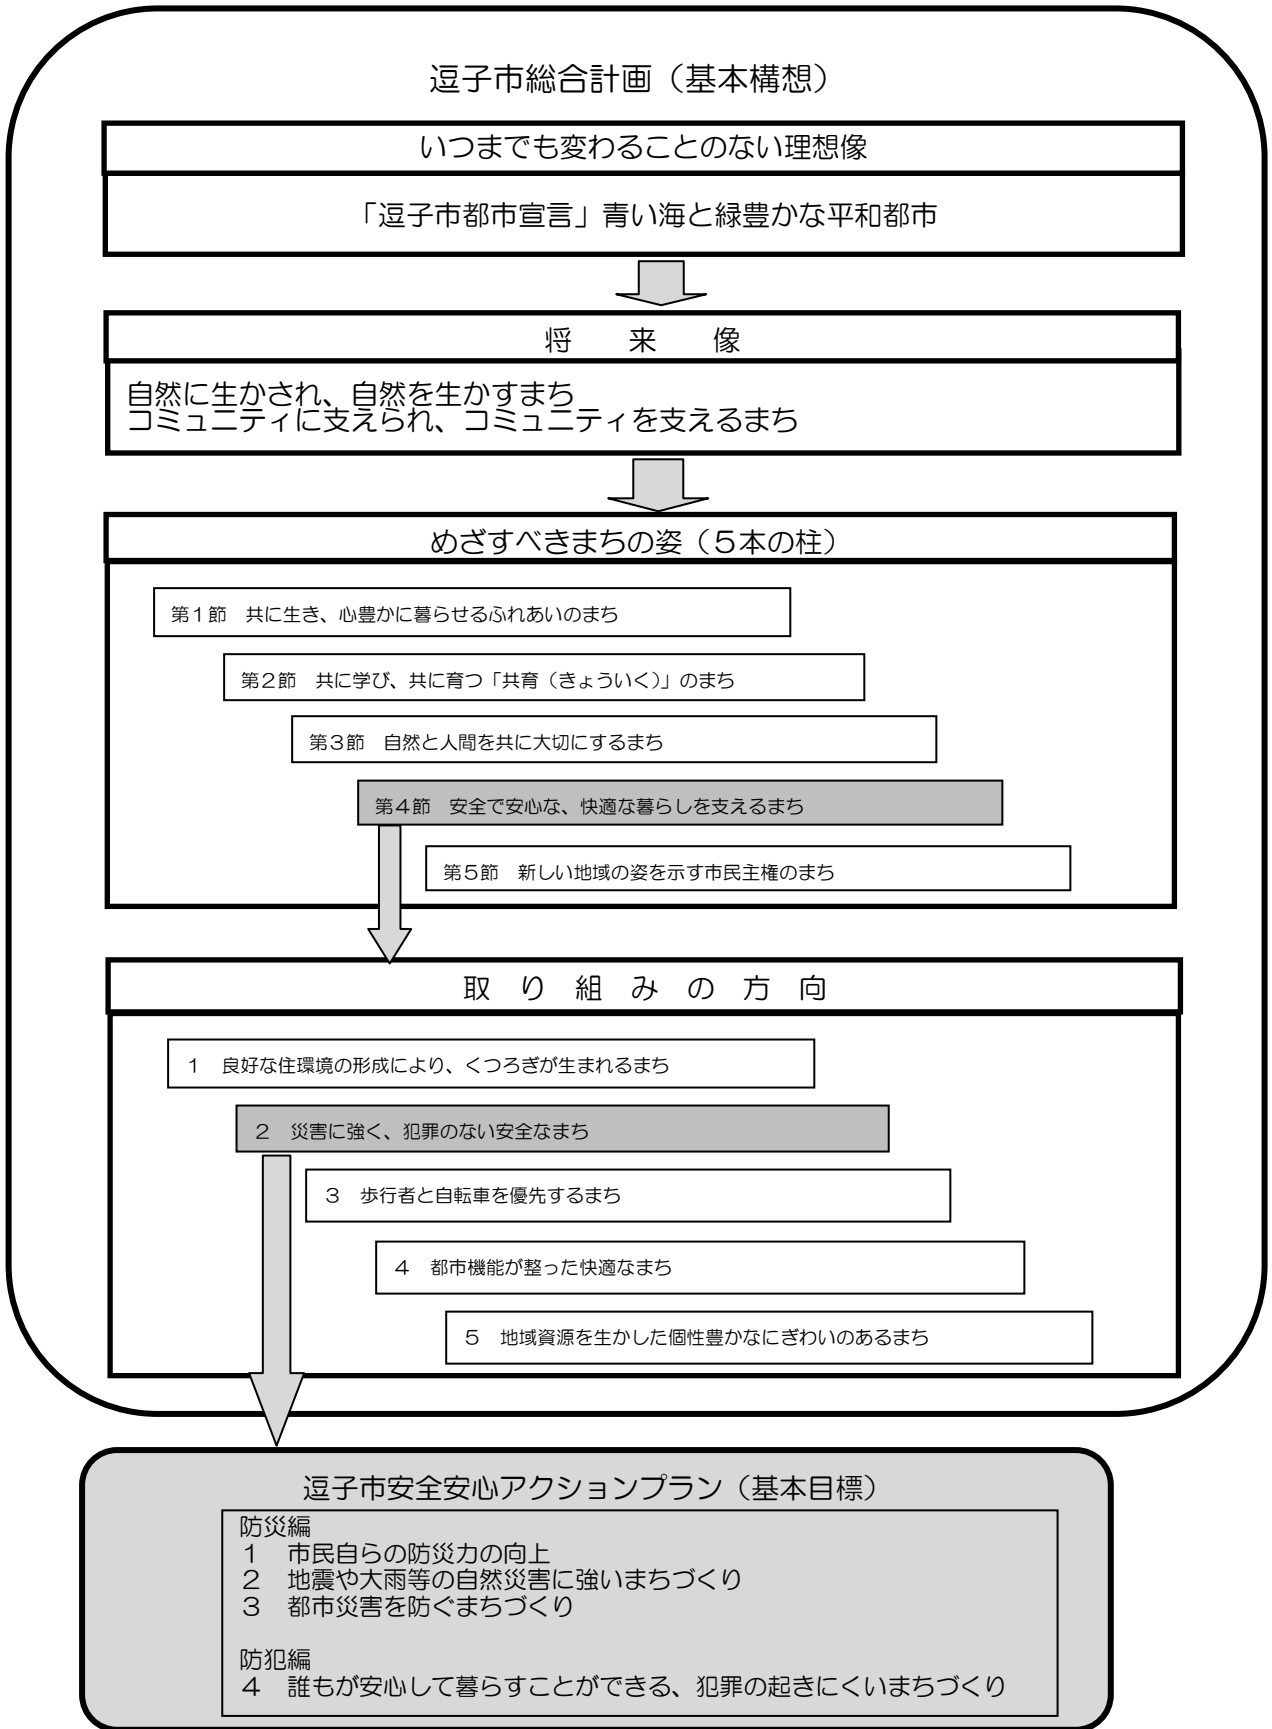 逗子市総合計画（基本構想）
いつまでも変わることのない理想像
「逗子市都市宣言」青い海と緑豊かな平和都市
将　来　像
自然に生かされ、自然を生かすまち
コミュニティに支えられ、コミュニティを支えるまち
めざすべきまちの姿（５本の柱）
第１節　共に生き、心豊かに暮らせるふれあいのまち
第２節　共に学び、共に育つ「共育（きょういく）」のまち
第３節　自然と人間を共に大切にするまち
第４節　安全で安心な、快適な暮らしを支えるまち
第５節　新しい地域の姿を示す市民主権のまち
取　り　組　み　の　方　向
１　良好な住環境の形成により、くつろぎが生まれるまち
２　災害に強く、犯罪のない安全なまち
３　歩行者と自転車を優先するまち
４　都市機能が整った快適なまち
５　地域資源を生かした個性豊かなにぎわいのあるまち
逗子市安全安心アクションプラン（基本目標）
防災編
１　市民自らの防災力の向上
２　地震や大雨等の自然災害に強いまちづくり
３　都市災害を防ぐまちづくり
防犯編
４　誰もが安心して暮らすことができる、犯罪の起きにくいまちづくり